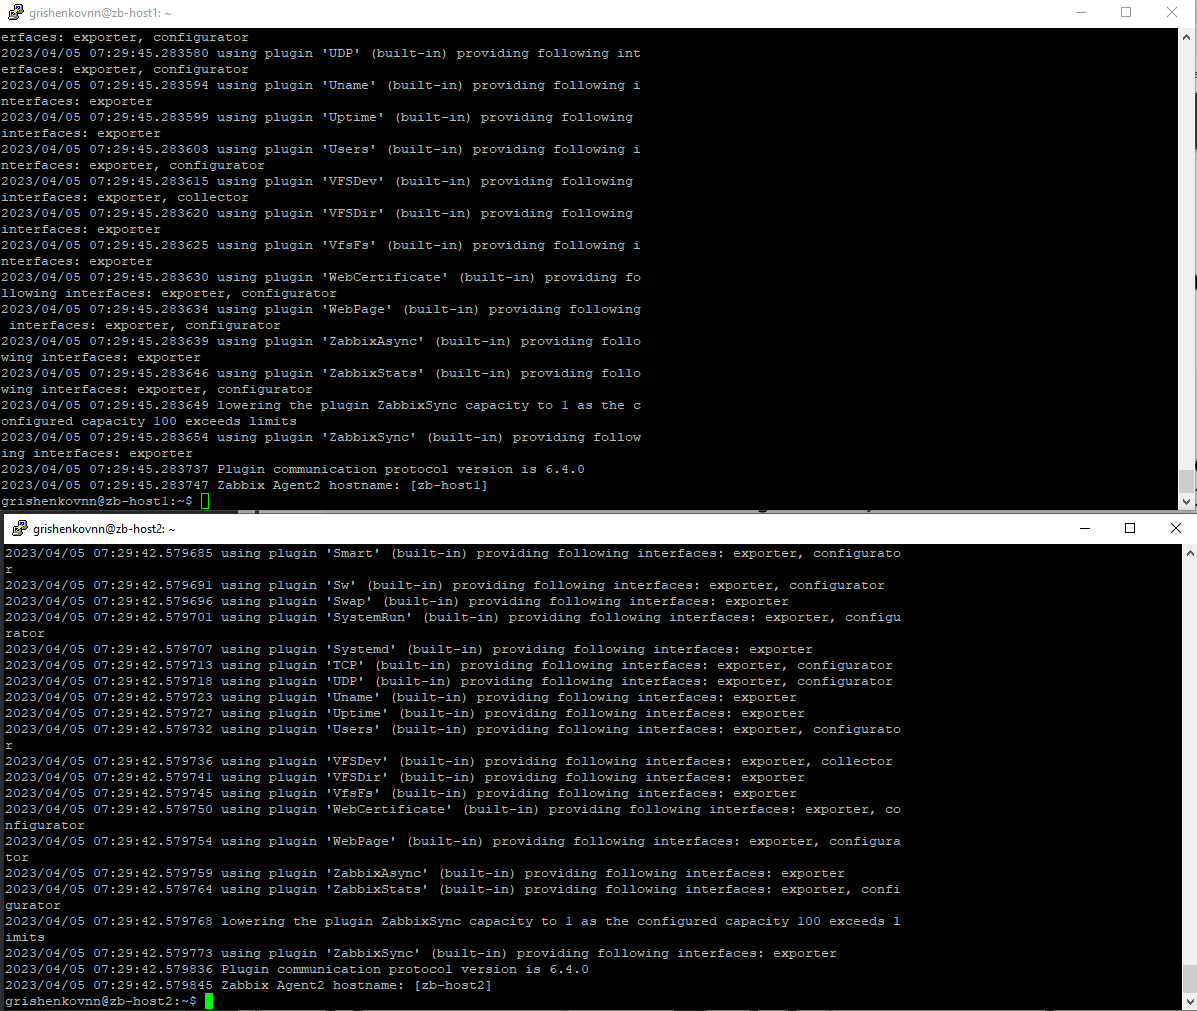 grishenkovnn@zb-host1: ~
erfaces: exporter, configurator
2023/04/05 07:29:45.283580 using plugin 'UDP' (built-in) providing following int
erfaces: exporter, configurator
2023/04/05 07:29:45.283594 using plugin 'Uname' (built-in) providing following i
nterfaces: exporter
2023/04/05 07:29:45.283599 using plugin 'Uptime' (built-in) providing following
interfaces: exporter
2023/04/05 07:29:45.283603 using plugin 'Users' (built-in) providing following i
nterfaces: exporter, configurator
2023/04/05 07:29:45.283615 using plugin 'VFSDev' (built-in) providing following
interfaces: exporter, collector
2023/04/05 07:29:45.283620 using plugin 'VFSDir' (built-in) providing following
interfaces: exporter
2023/04/05 07:29:45.283625 using plugin 'VfsFs' (built-in) providing following i
nterfaces: exporter
2023/04/05 07:29:45.283630 using plugin 'WebCertificate' (built-in) providing fo
llowing interfaces: exporter, configurator
2023/04/05 07:29:45.283634 using plugin 'WebPage' (built-in) providing following
 interfaces: exporter, configurator
2023/04/05 07:29:45.283639 using plugin 'ZabbixAsync' (built-in) providing follo
wing interfaces: exporter
2023/04/05 07:29:45.283646 using plugin 'ZabbixStats' (built-in) providing follo
wing interfaces: exporter, configurator
2023/04/05 07:29:45.283649 lowering the plugin ZabbixSync capacity to 1 as the c
onfigured capacity 100 exceeds limits
2023/04/05 07:29:45.283654 using plugin 'ZabbixSync' (built-in) providing follow
ing interfaces: exporter
2023/04/05 07:29:45.283737 Plugin communication protocol version is 6.4.0
2023/04/05 07:29:45.283747 Zabbix Agent2 hostname: [zb-host1]
grishenkovnn@zb-host1:~$
grishenkovnn@zb-host2: ~
2023/04/05 07:29:42.579685 using plugin 'Smart' (built-in) providing following interfaces: exporter, configurato
r
2023/04/05 07:29:42.579691 using plugin 'Sw' (built-in) providing following interfaces: exporter, configurator
2023/04/05 07:29:42.579696 using plugin 'Swap' (built-in) providing following interfaces: exporter
2023/04/05 07:29:42.579701 using plugin 'SystemRun' (built-in) providing following interfaces: exporter, configu
rator
2023/04/05 07:29:42.579707 using plugin 'Systemd' (built-in) providing following interfaces: exporter
2023/04/05 07:29:42.579713 using plugin 'TCP' (built-in) providing following interfaces: exporter, configurator
2023/04/05 07:29:42.579718 using plugin 'UDP' (built-in) providing following interfaces: exporter, configurator
2023/04/05 07:29:42.579723 using plugin 'Uname' (built-in) providing following interfaces: exporter
2023/04/05 07:29:42.579727 using plugin 'Uptime' (built-in) providing following interfaces: exporter
2023/04/05 07:29:42.579732 using plugin 'Users' (built-in) providing following interfaces: exporter, configurato
r
2023/04/05 07:29:42.579736 using plugin 'VFSDev' (built-in) providing following interfaces: exporter, collector
2023/04/05 07:29:42.579741 using plugin 'VFSDir' (built-in) providing following interfaces: exporter
2023/04/05 07:29:42.579745 using plugin 'VfsFs' (built-in) providing following interfaces: exporter
2023/04/05 07:29:42.579750 using plugin 'WebCertificate' (built-in) providing following interfaces: exporter, co
nfigurator
2023/04/05 07:29:42.579754 using plugin 'WebPage' (built-in) providing following interfaces: exporter, configura
tor
2023/04/05 07:29:42.579759 using plugin 'ZabbixAsync' (built-in) providing following interfaces: exporter
2023/04/05 07:29:42.579764 using plugin 'ZabbixStats' (built-in) providing following interfaces: exporter, confi
gurator
2023/04/05 07:29:42.579768 lowering the plugin ZabbixSync capacity to 1 as the configured capacity 100 exceeds l
imits
2023/04/05 07:29:42.579773 using plugin 'ZabbixSync' (built-in) providing following interfaces: exporter
2023/04/05 07:29:42.579836 Plugin communication protocol version is 6.4.0
2023/04/05 07:29:42.579845 Zabbix Agent2 hostname: [zb-host2]
grishenkovnn@zb-host2:~$